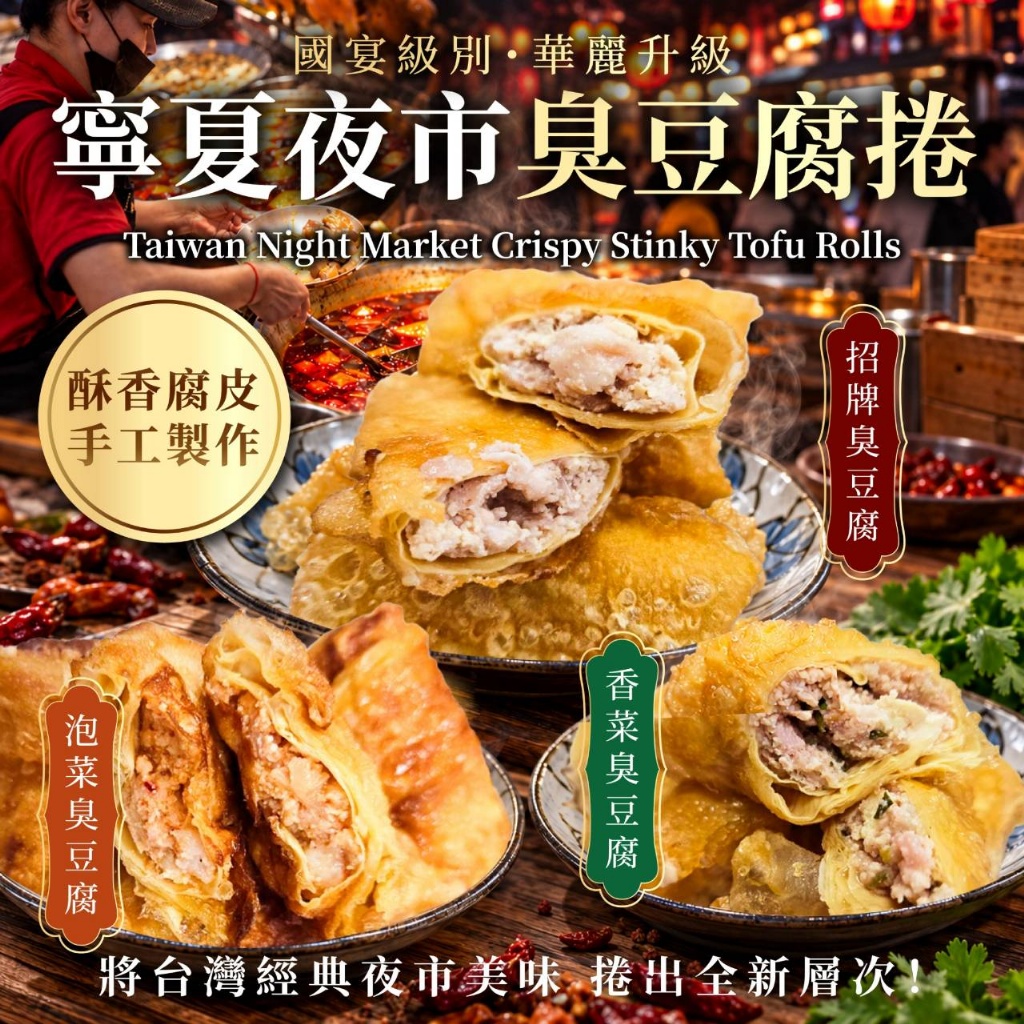 國宴級別·華麗升級
寧夏夜市臭豆腐捲
Taiwan Night Market Crispy Stinky Tofu Rolls
酥香腐皮
手工製作
招牌臭豆腐
香菜臭豆腐
泡菜臭豆腐
將台灣經典夜市美味 捲出全新層次！